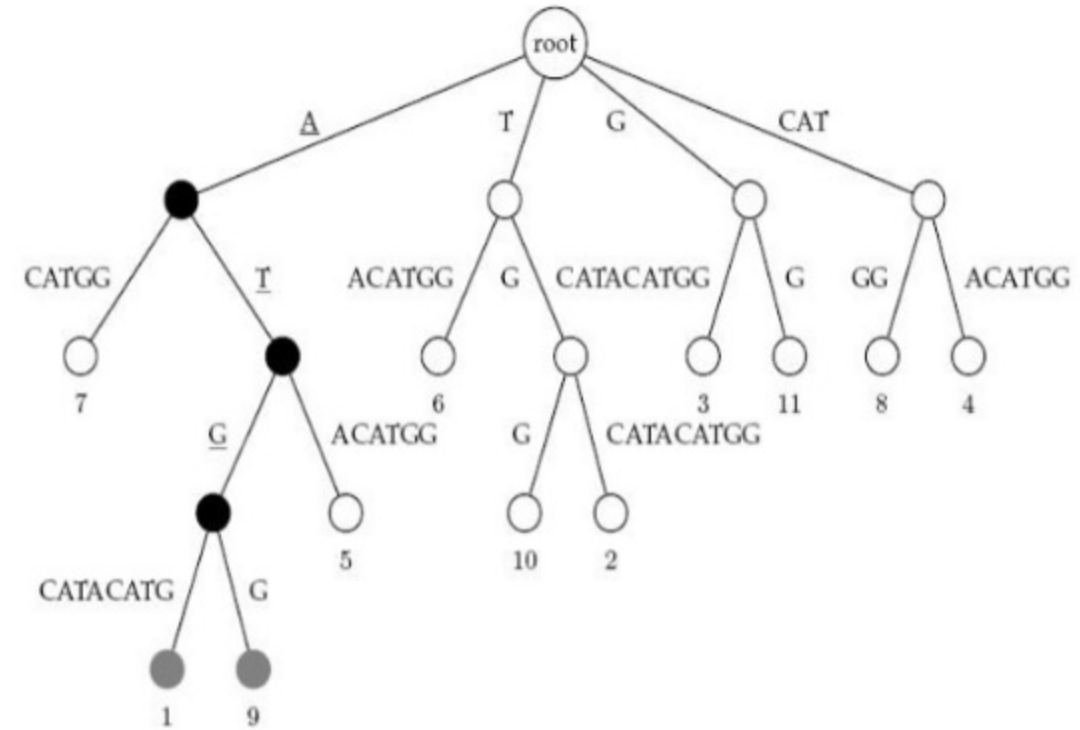 root
A T G CAT
CATGG T ACATGG G CATACATGG G GG ACATGG
7 6 3 11 8 4
G ACATGG G CATACATGG
5 10 2
CATACATG G
1 9